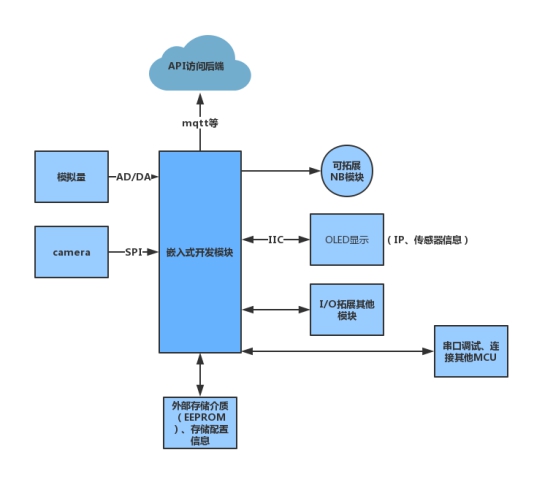 API访问后端
mqtt等
模拟量
AD/DA
可拓展
NB模块
camera
SPI
嵌入式开发模块
IIC
OLED显示
（IP、传感器信息）
I/O拓展其他
模块
串口调试、连
接其他MCU
外部存储介质
（EEPROM
）、存储配置
信息